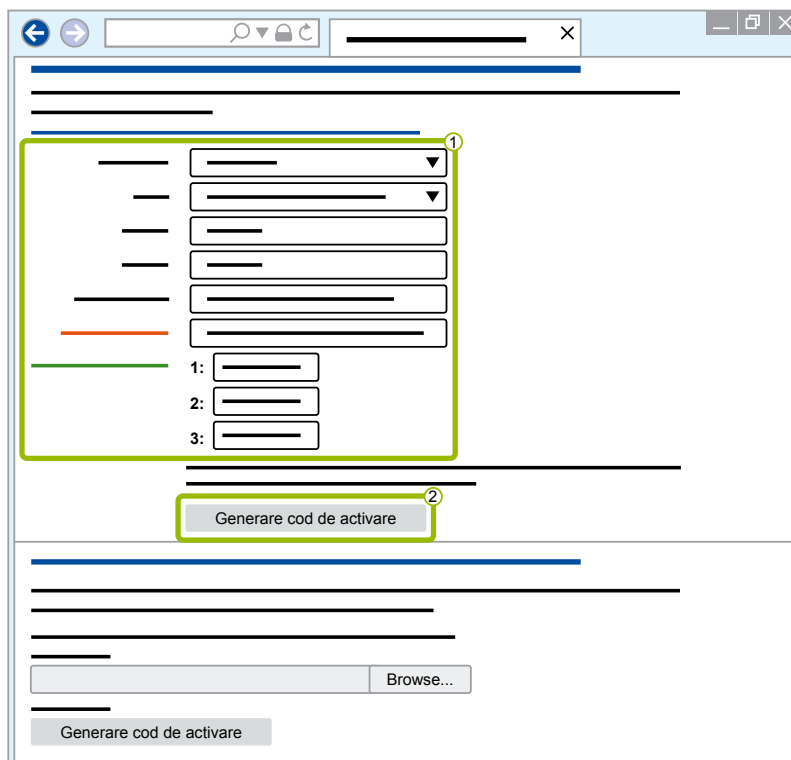 1
1:
2:
3:
2
Generare cod de activare
Browse...
Generare cod de activare